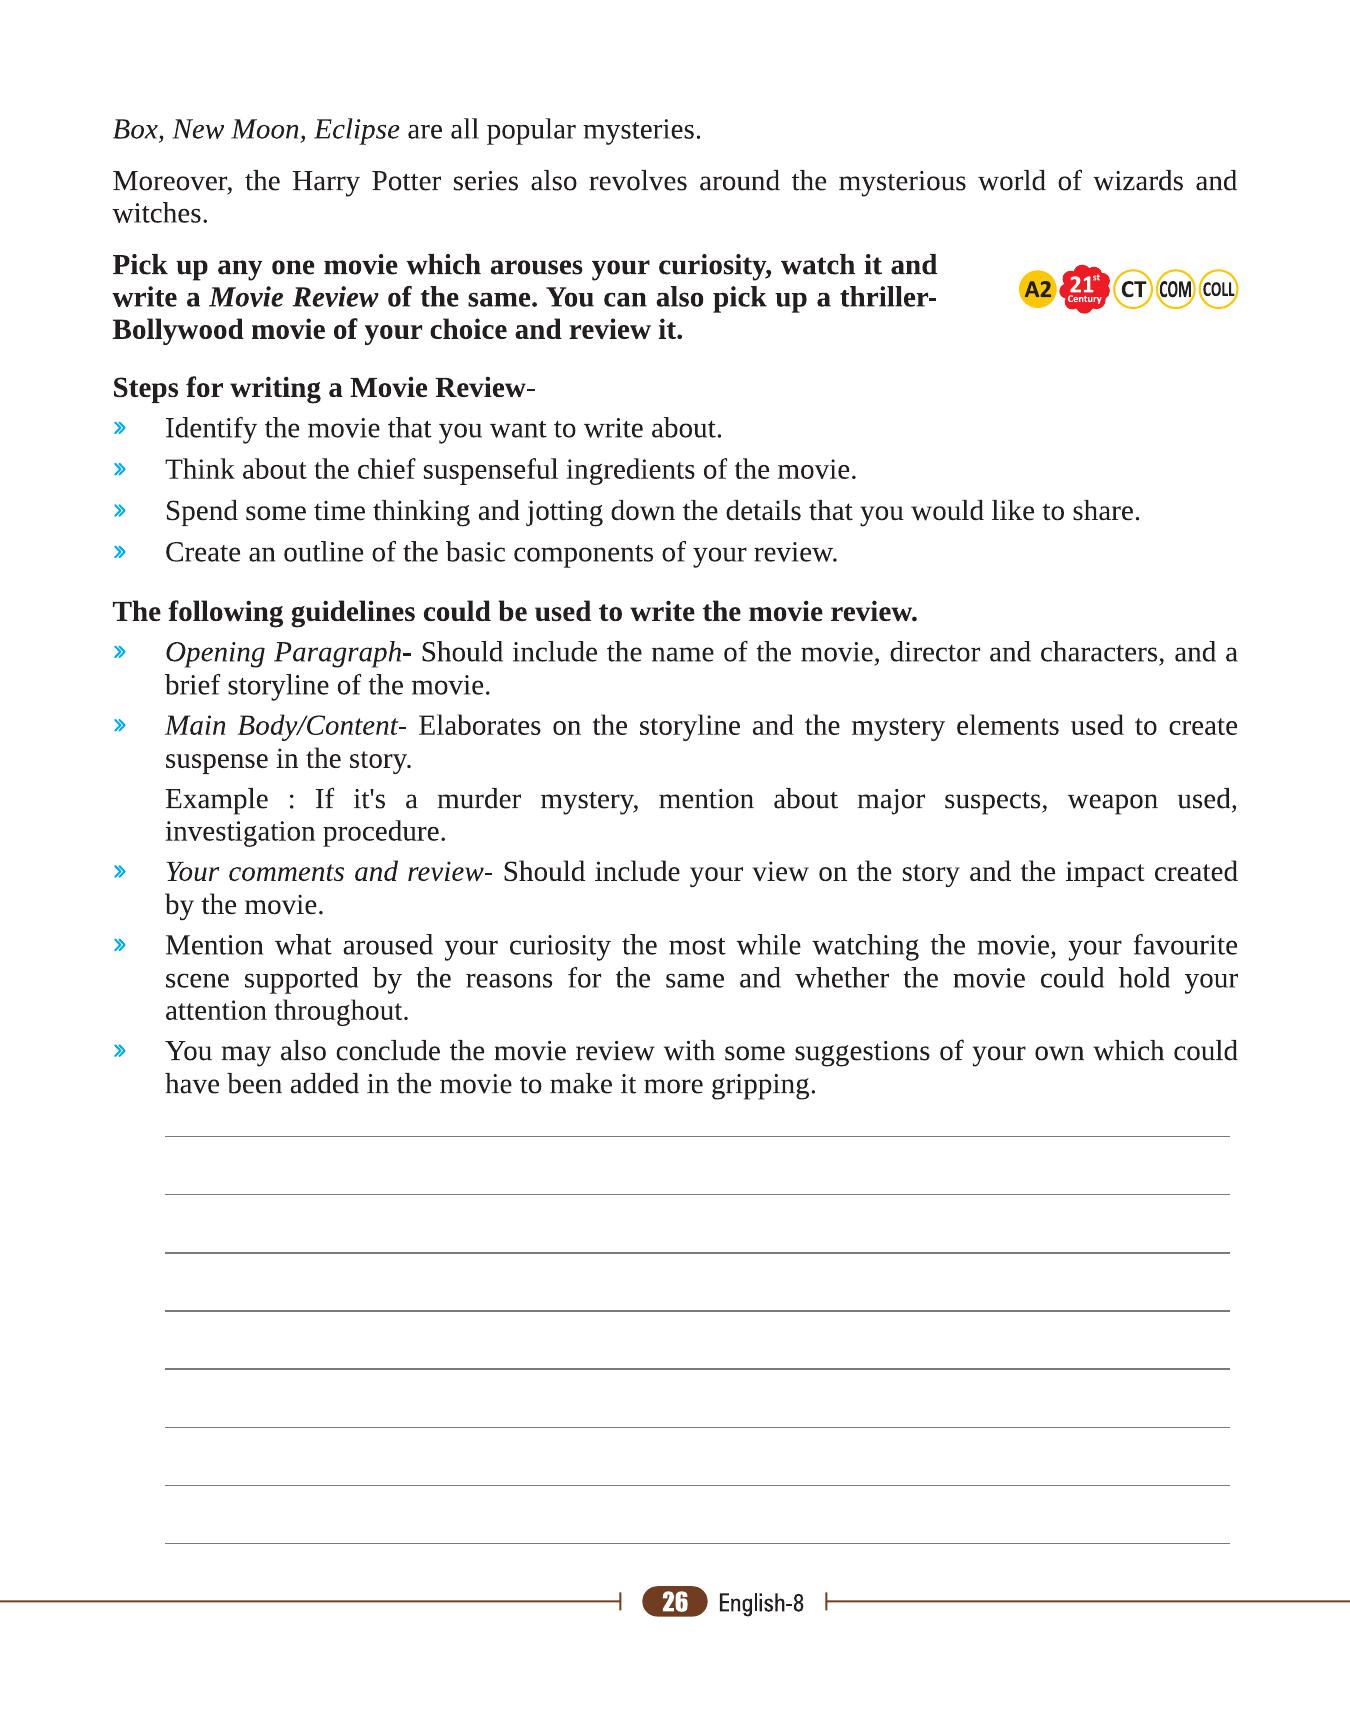 Box, New Moon, Eclipse are all popular mysteries.
Moreover, the Harry Potter series also revolves around the mysterious world of wizards and
witches.
Pick up any one movie which arouses your curiosity, watch it and
write a Movie Review of the same. You can also pick up a thriller-
Bollywood movie of your choice and review it.
A2 21st Century CT COM COLL
Steps for writing a Movie Review-
» Identify the movie that you want to write about.
» Think about the chief suspenseful ingredients of the movie.
» Spend some time thinking and jotting down the details that you would like to share.
» Create an outline of the basic components of your review.
The following guidelines could be used to write the movie review.
» Opening Paragraph- Should include the name of the movie, director and characters, and a
brief storyline of the movie.
» Main Body/Content- Elaborates on the storyline and the mystery elements used to create
suspense in the story.
Example : If it's a murder mystery, mention about major suspects, weapon used,
investigation procedure.
» Your comments and review- Should include your view on the story and the impact created
by the movie.
» Mention what aroused your curiosity the most while watching the movie, your favourite
scene supported by the reasons for the same and whether the movie could hold your
attention throughout.
» You may also conclude the movie review with some suggestions of your own which could
have been added in the movie to make it more gripping.
26 English-8